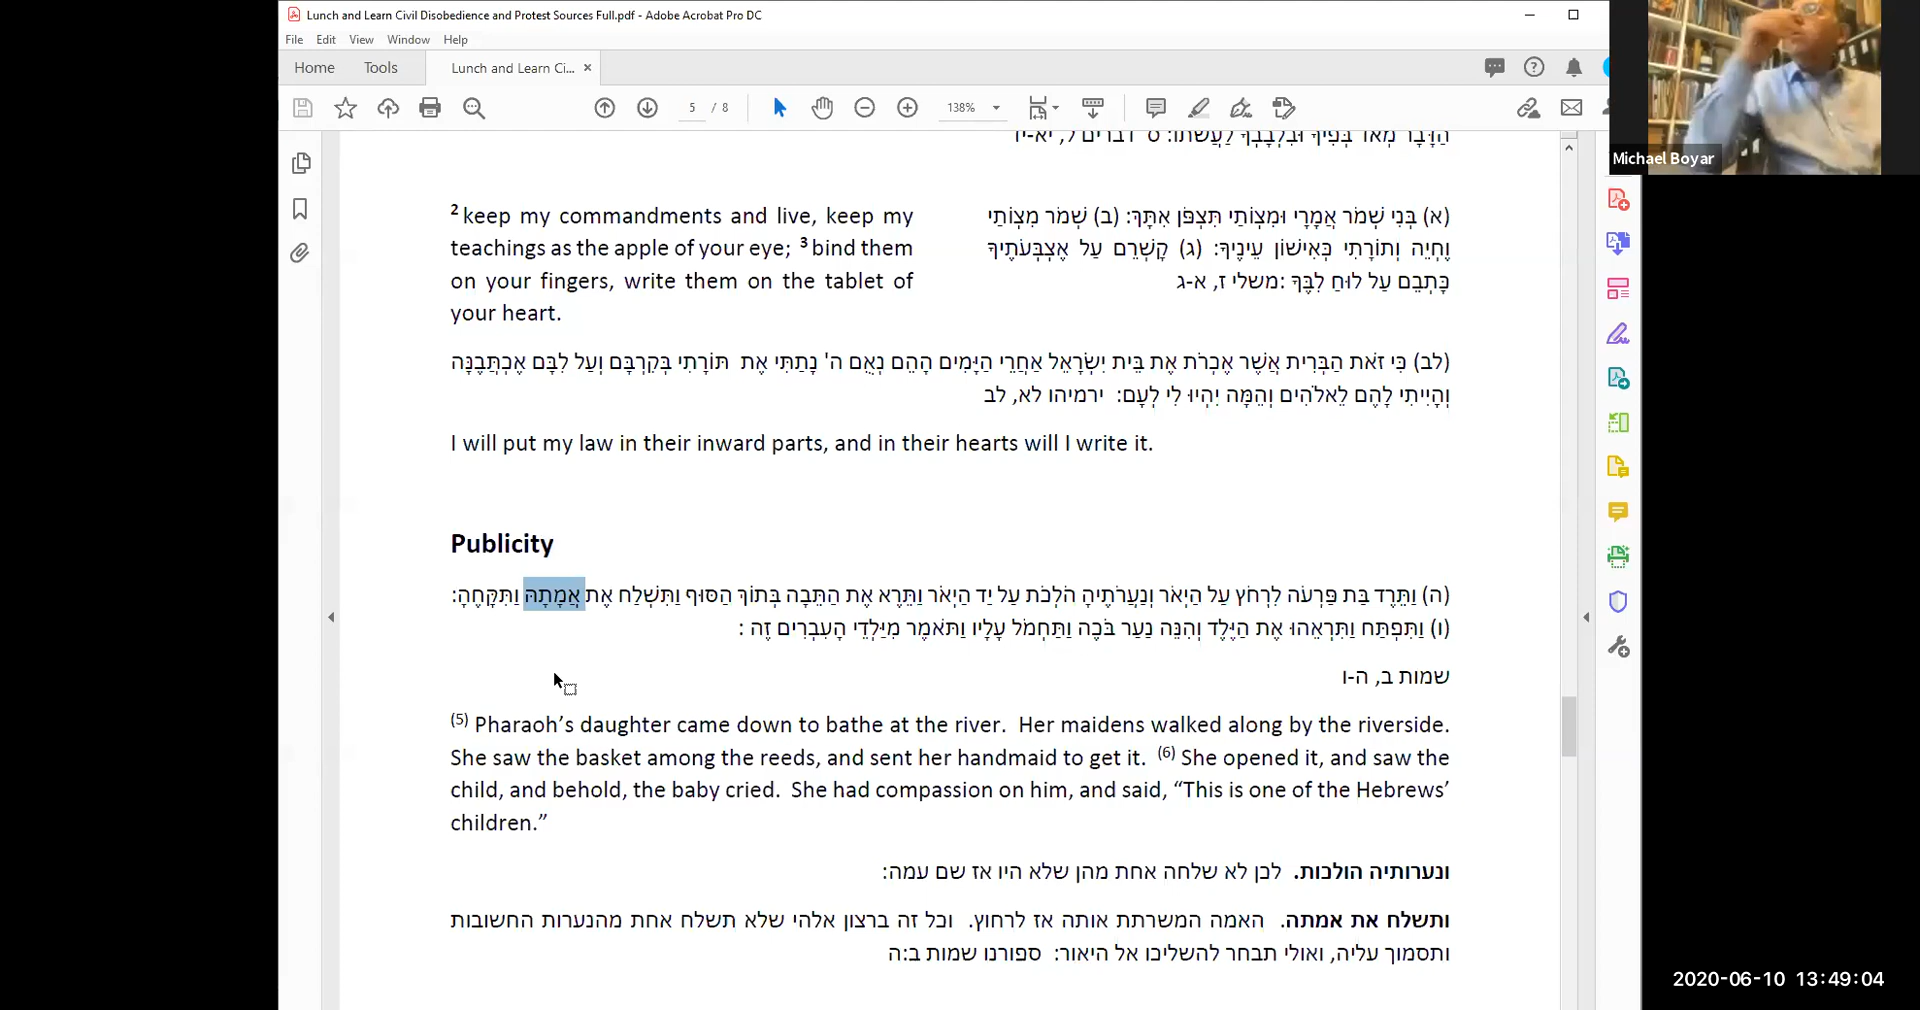 Lunch and Learn Civil Disobedience and Protest Sources Full.pdf - Adobe Acrobat Pro DC
File Edit View Window Help
Home Tools Lunch and Learn Ci... ×
5 / 8 138%
Michael Boyar
הַדָּבָר מְאֹד בְּפִיךָ וּבִלְבָבְךָ לַעֲשֹׂתוֹ: ס דברים ל, יא-יד
2 keep my commandments and live, keep my
teachings as the apple of your eye; 3 bind them
on your fingers, write them on the tablet of
your heart.
(א) בְּנִי שְׁמֹר אֲמָרָי וּמִצְוֹתַי תִּצְפֹּן אִתָּךְ: (ב) שְׁמֹר מִצְוֹתַי
וֶחְיֵה וְתוֹרָתִי כְּאִישׁוֹן עֵינֶיךָ: (ג) קָשְׁרֵם עַל אֶצְבְּעֹתֶיךָ
כָּתְבֵם עַל לוּחַ לִבֶּךָ :משלי ז, א-ג
(לב) כִּי זֹאת הַבְּרִית אֲשֶׁר אֶכְרֹת אֶת בֵּית יִשְׂרָאֵל אַחֲרֵי הַיָּמִים הָהֵם נְאֻם ה' נָתַתִּי אֶת תּוֹרָתִי בְּקִרְבָּם וְעַל לִבָּם אֶכְתֲּבֶנָּה
וְהָיִיתִי לָהֶם לֵאלֹהִים וְהֵמָּה יִהְיוּ לִי לְעָם: ירמיהו לא, לב
I will put my law in their inward parts, and in their hearts will I write it.
Publicity
(ה) וַתֵּרֶד בַּת פַּרְעֹה לִרְחֹץ עַל הַיְאֹר וְנַעֲרֹתֶיהָ הֹלְכֹת עַל יַד הַיְאֹר וַתֵּרֶא אֶת הַתֵּבָה בְּתוֹךְ הַסּוּף וַתִּשְׁלַח אֶת אֲמָתָהּ וַתִּקָּחֶהָ:
(ו) וַתִּפְתַּח וַתִּרְאֵהוּ אֶת הַיֶּלֶד וְהִנֵּה נַעַר בֹּכֶה וַתַּחְמֹל עָלָיו וַתֹּאמֶר מִיַּלְדֵי הָעִבְרִים זֶה :
שמות ב, ה-ו
(5) Pharaoh’s daughter came down to bathe at the river. Her maidens walked along by the riverside.
She saw the basket among the reeds, and sent her handmaid to get it. (6) She opened it, and saw the
child, and behold, the baby cried. She had compassion on him, and said, “This is one of the Hebrews’
children.”
ונערותיה הולכות. לכן לא שלחה אחת מהן שלא היו אז שם עמה:
ותשלח את אמתה. האמה המשרתת אותה אז לרחוץ. וכל זה ברצון אלהי שלא תשלח אחת מהנערות החשובות
ותסמוך עליה, ואולי תבחר להשליכו אל היאור: ספורנו שמות ב:ה
2020-06-10 13:49:04